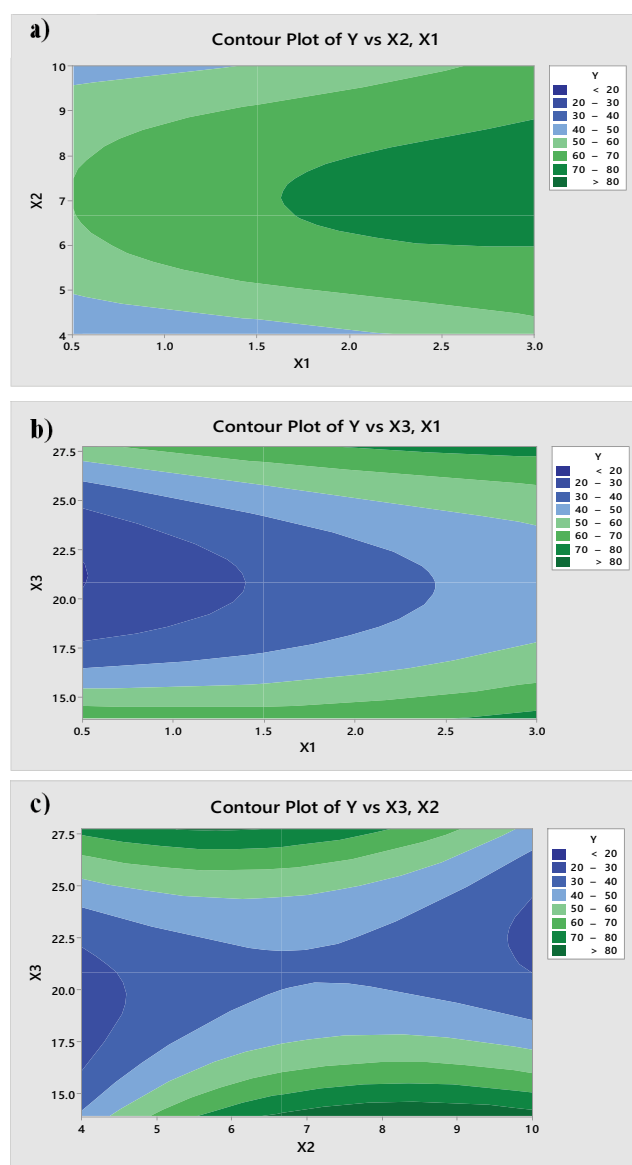 a)
Contour Plot of Y vs X2, X1
10
9
8
7
6
5
4
X2
0.5 1.0 1.5 2.0 2.5 3.0
X1
Y
< 20
20 – 30
30 – 40
40 – 50
50 – 60
60 – 70
70 – 80
> 80
b)
Contour Plot of Y vs X3, X1
27.5
25.0
22.5
20.0
17.5
15.0
X3
0.5 1.0 1.5 2.0 2.5 3.0
X1
Y
< 20
20 – 30
30 – 40
40 – 50
50 – 60
60 – 70
70 – 80
> 80
c)
Contour Plot of Y vs X3, X2
27.5
25.0
22.5
20.0
17.5
15.0
X3
4 5 6 7 8 9 10
X2
Y
< 20
20 – 30
30 – 40
40 – 50
50 – 60
60 – 70
70 – 80
> 80